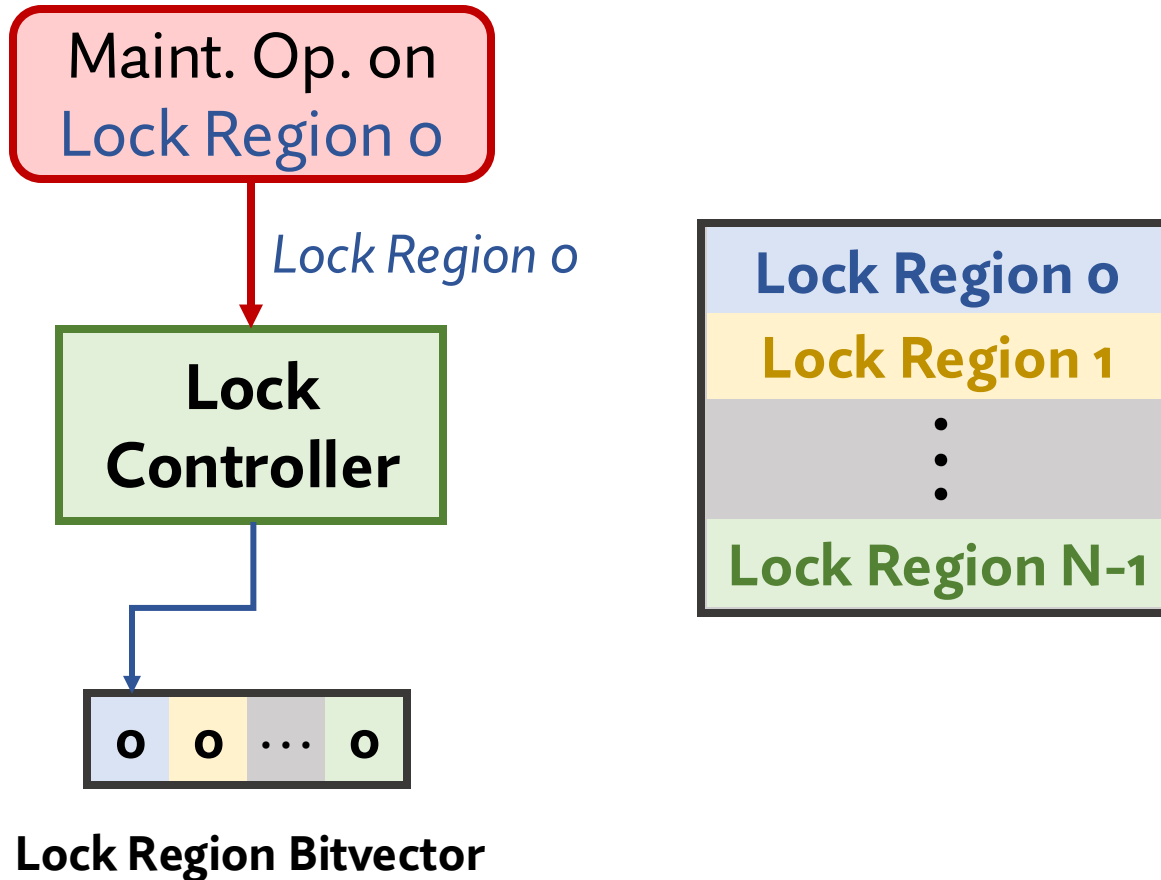 Maint. Op. on
Lock Region 0
Lock Region 0
Lock
Controller
0 0 ... 0
Lock Region Bitvector
Lock Region 0
Lock Region 1
Lock Region N-1